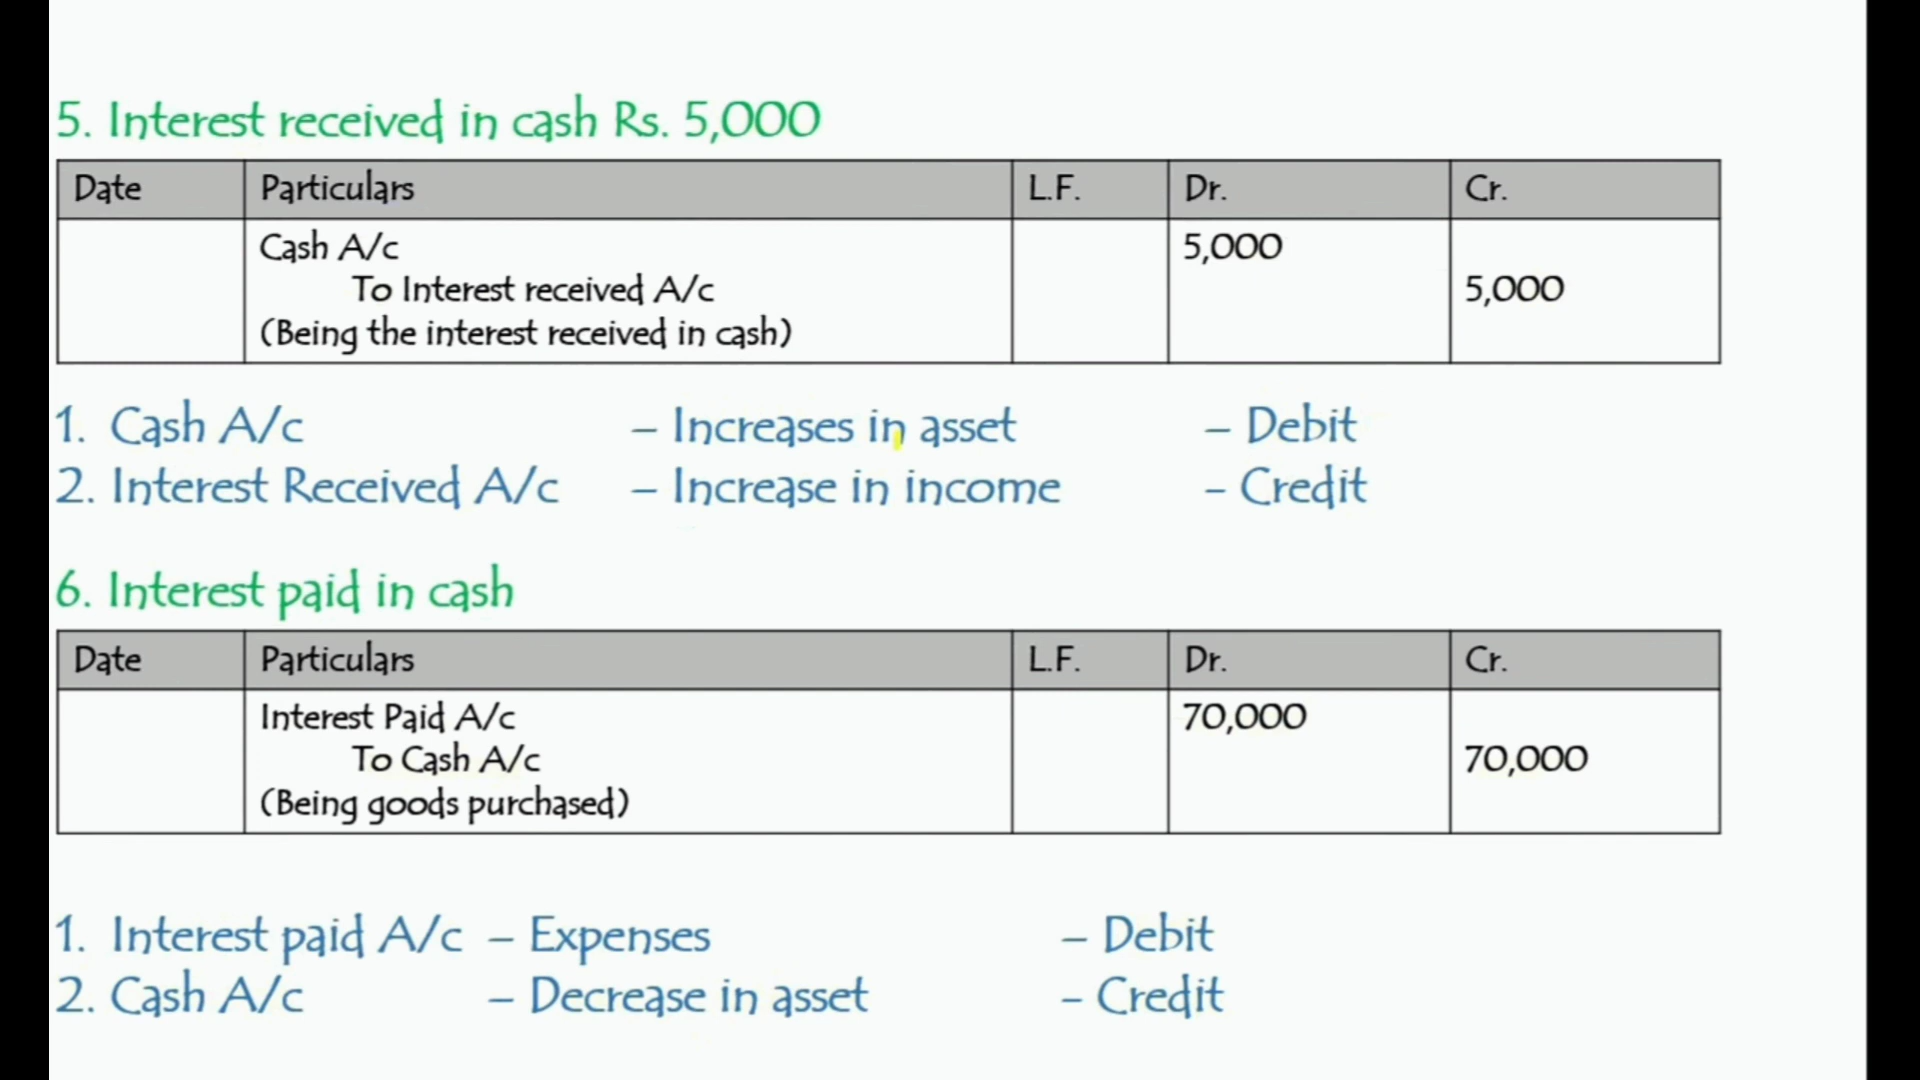 5. Interest received in cash Rs. 5,000
Date Particulars L.F. Dr. Cr.
Cash A/c 5,000
To Interest received A/c 5,000
(Being the interest received in cash)
1. Cash A/c – Increases in asset – Debit
2. Interest Received A/c – Increase in income – Credit
6. Interest paid in cash
Date Particulars L.F. Dr. Cr.
Interest Paid A/c 70,000
To Cash A/c 70,000
(Being goods purchased)
1. Interest paid A/c – Expenses – Debit
2. Cash A/c – Decrease in asset – Credit